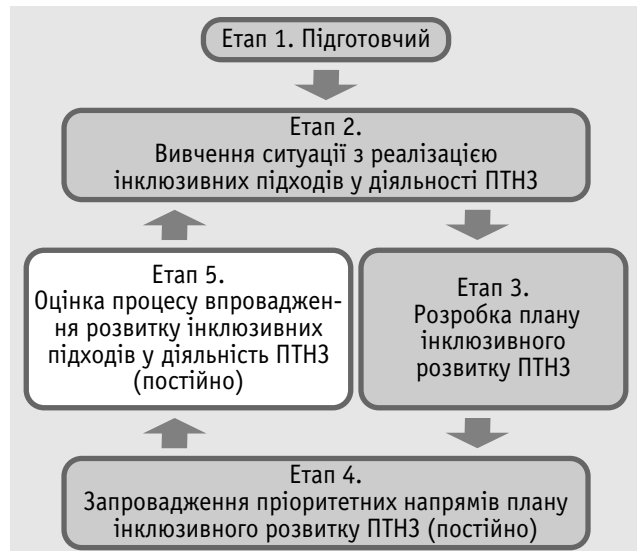 Етап 1. Підготовчий
Етап 2.
Вивчення ситуації з реалізацією
інклюзивних підходів у діяльності ПТНЗ
Етап 5.
Оцінка процесу впроваджен-
ня розвитку інклюзивних
підходів у діяльність ПТНЗ
(постійно)
Етап 3.
Розробка плану
інклюзивного
розвитку ПТНЗ
Етап 4.
Запровадження пріоритетних напрямів плану
інклюзивного розвитку ПТНЗ (постійно)